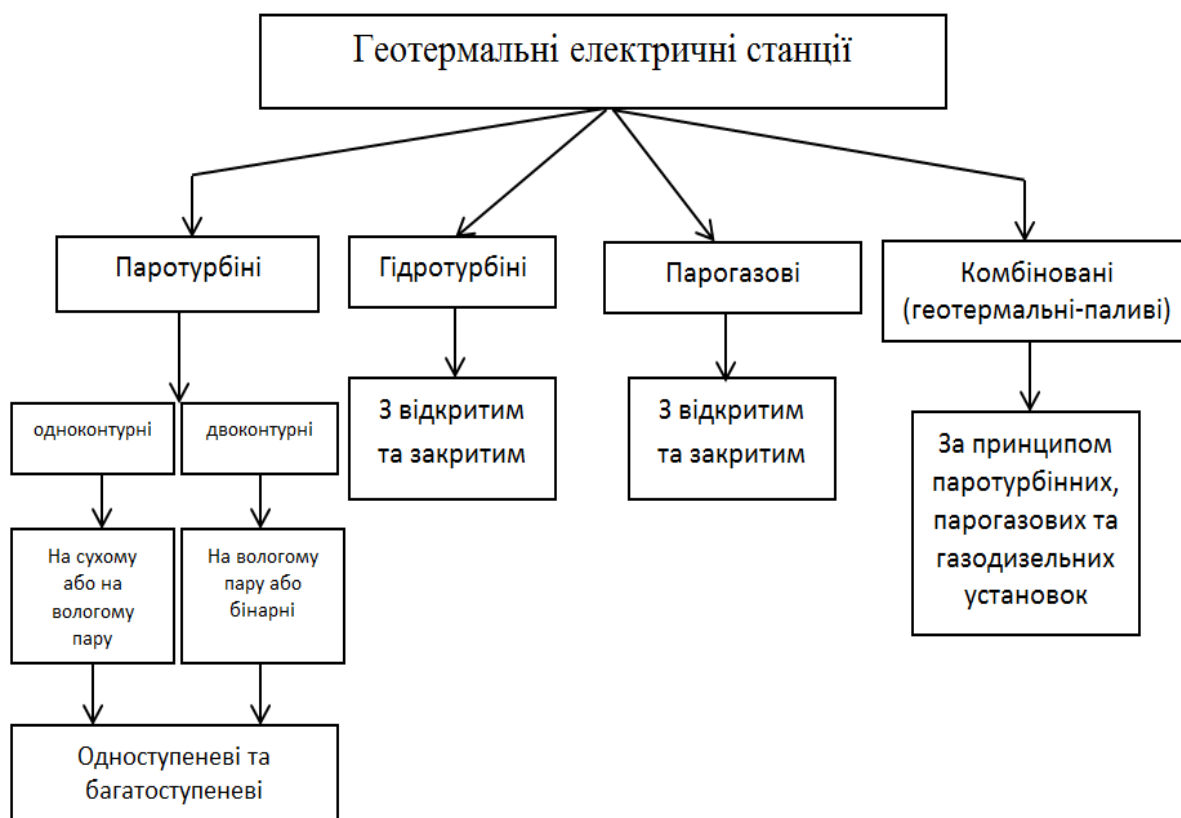 Геотермальні електричні станції
Паротурбіні
Гідротурбіні
Парогазові
Комбіновані
(геотермальні-паливі)
одноконтурні
двоконтурні
З відкритим
та закритим
З відкритим
та закритим
За принципом
паротурбінних,
парогазових та
газодизельних
установок
На сухому
або на
вологому
пару
На вологому
пару або
бінарні
Одноступеневі та
багатоступеневі